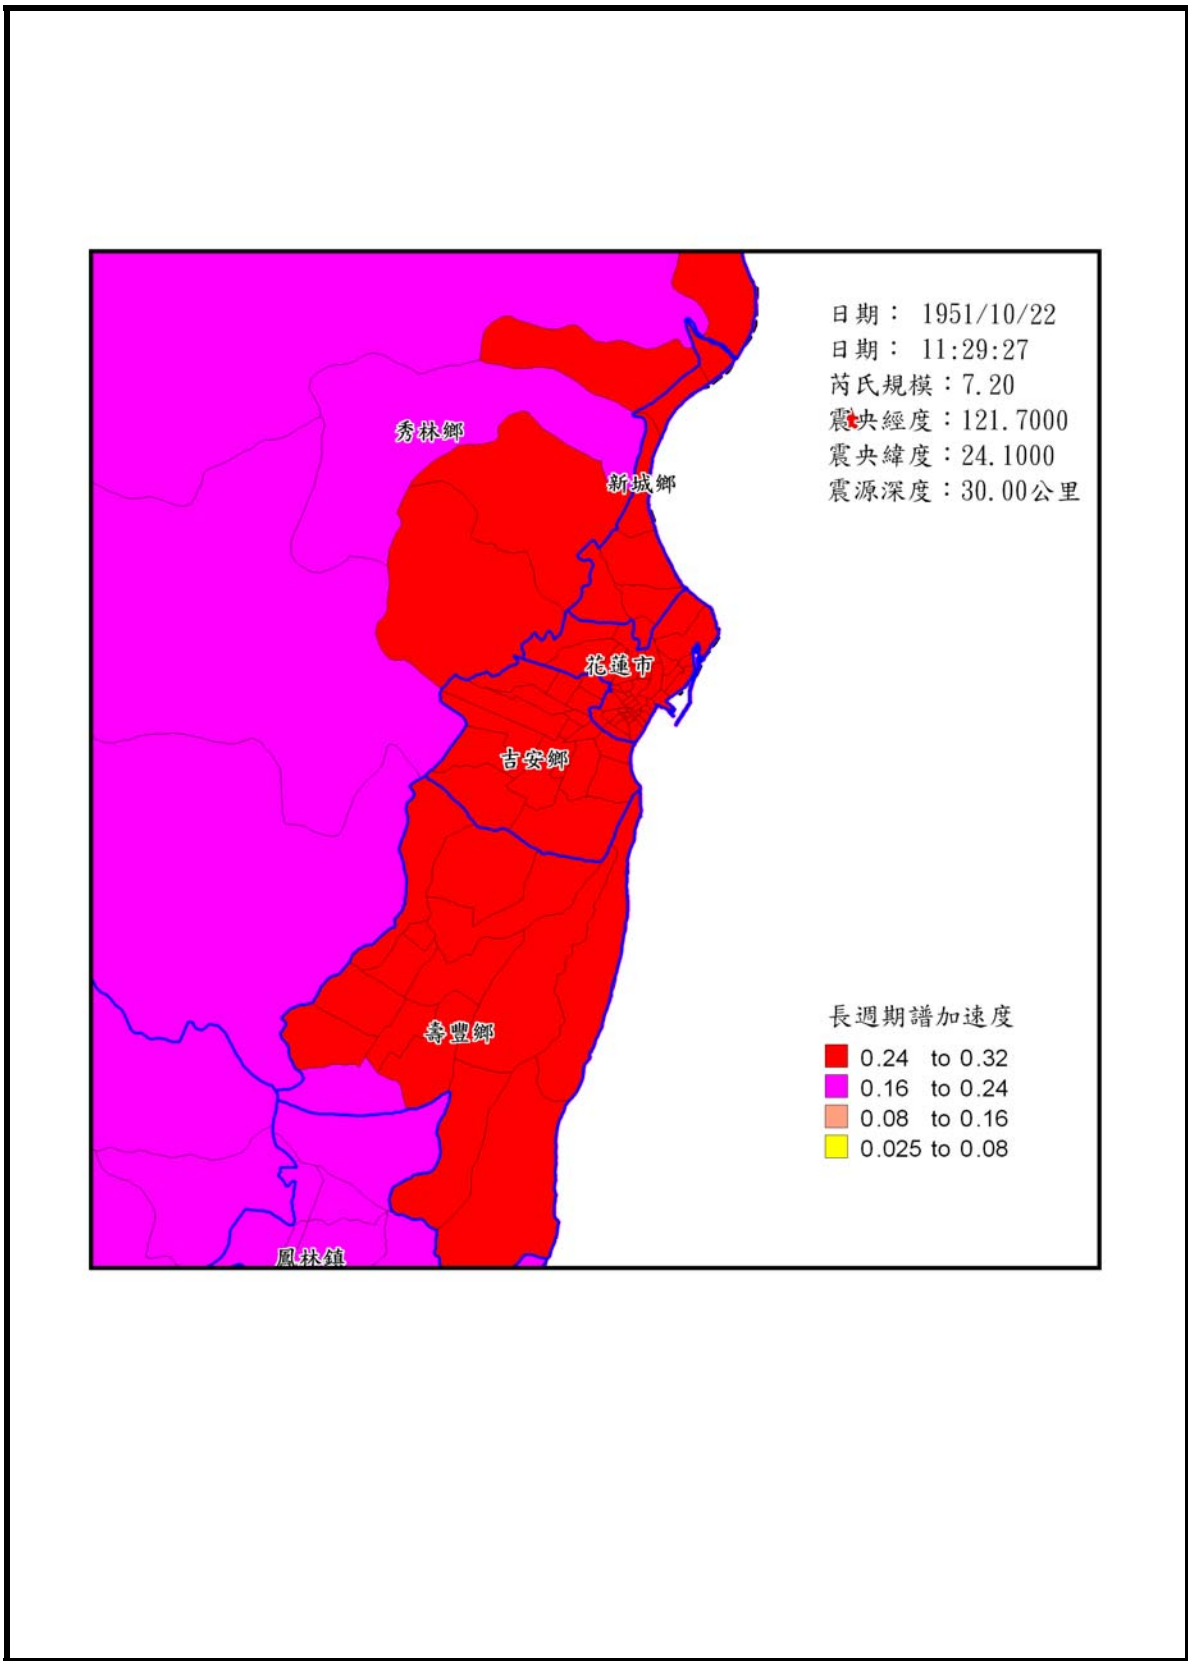 日期： 1951/10/22
日期： 11:29:27
芮氏規模：7.20
震央經度：121.7000
震央緯度：24.1000
震源深度：30.00公里
秀林鄉
新城鄉
花蓮市
吉安鄉
壽豐鄉
鳳林鎮
長週期譜加速度
0.24 to 0.32
0.16 to 0.24
0.08 to 0.16
0.025 to 0.08